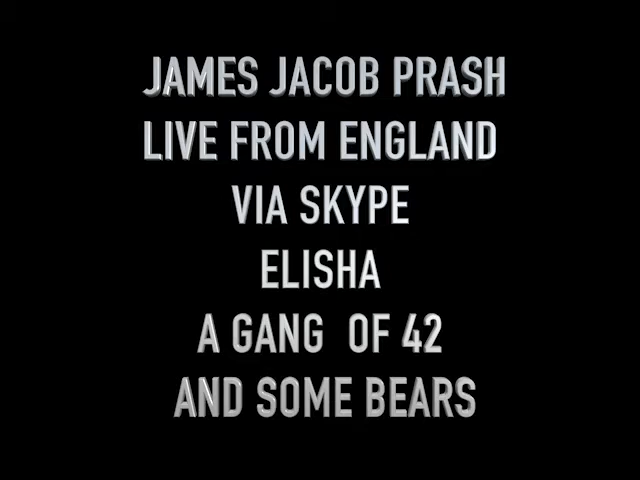 JAMES JACOB PRASH
LIVE FROM ENGLAND
VIA SKYPE
ELISHA
A GANG OF 42
AND SOME BEARS